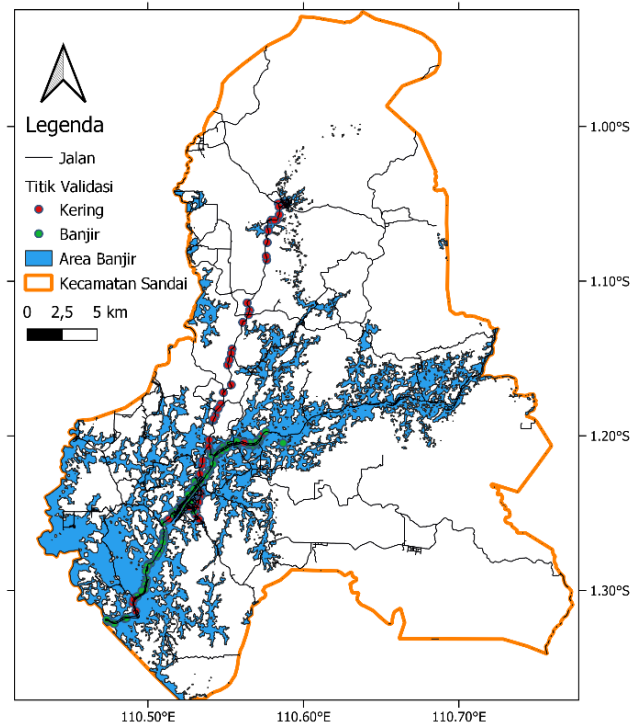 Legenda
Jalan
Titik Validasi
Kering
Banjir
Area Banjir
Kecamatan Sandai
0 2,5 5 km
1.00°S
1.10°S
1.20°S
1.30°S
110.50°E 110.60°E 110.70°E